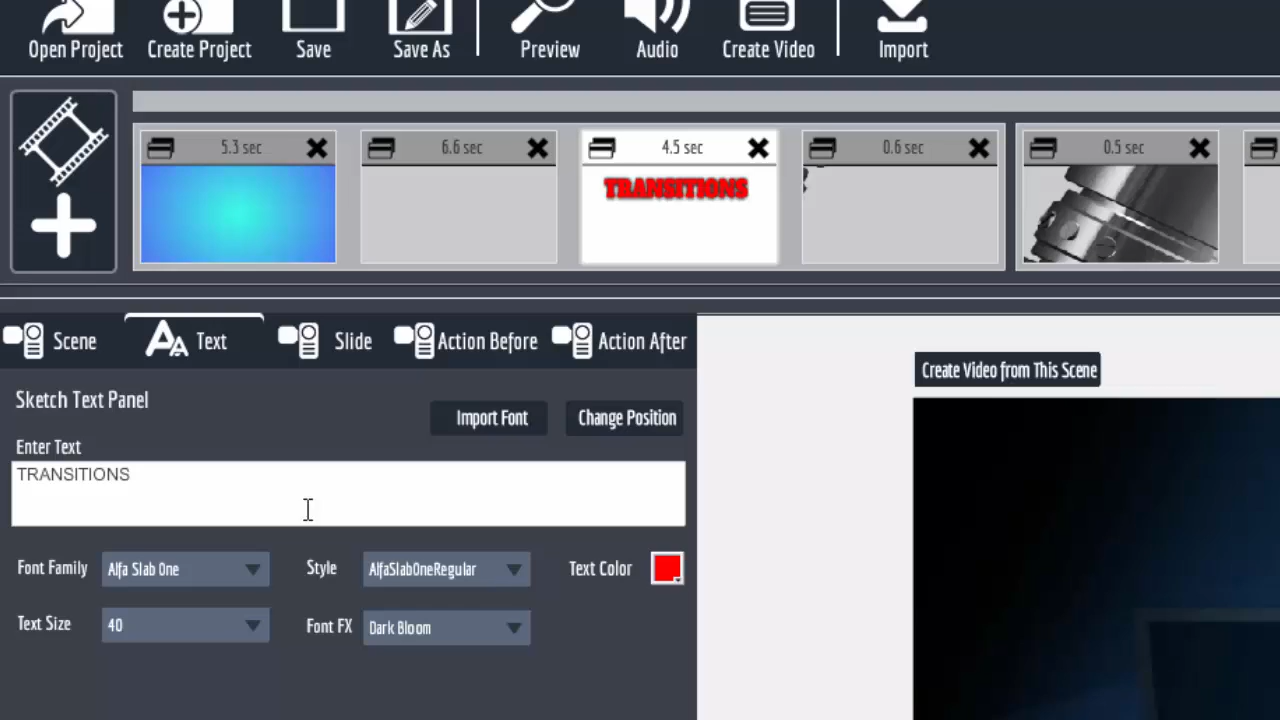 Open Project Create Project Save Save As Preview Audio Create Video Import
5.3 sec 6.6 sec 4.5 sec 0.6 sec 0.5 sec
TRANSITIONS
Scene Text Slide Action Before Action After
Create Video from This Scene
Sketch Text Panel
Import Font Change Position
Enter Text
TRANSITIONS
Font Family Alfa Slab One Style AlfaSlabOneRegular Text Color
Text Size 40 Font FX Dark Bloom